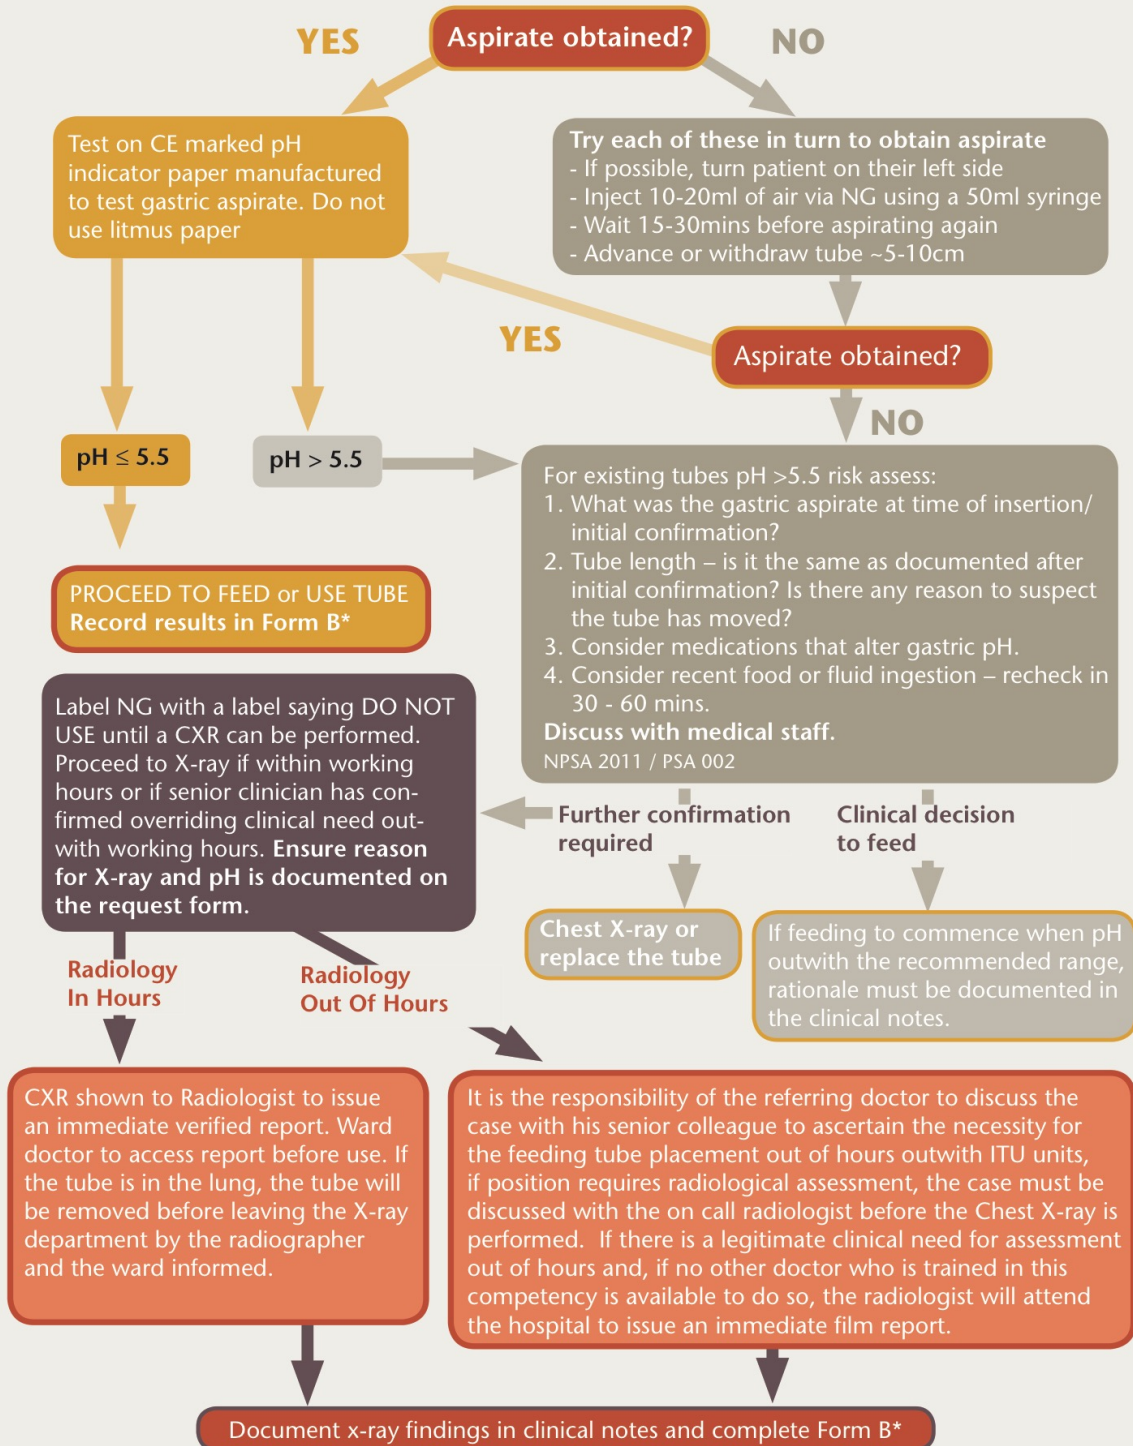 YES
Aspirate obtained?
NO
Test on CE marked pH
indicator paper manufactured
to test gastric aspirate. Do not
use litmus paper
Try each of these in turn to obtain aspirate
- If possible, turn patient on their left side
- Inject 10-20ml of air via NG using a 50ml syringe
- Wait 15-30mins before aspirating again
- Advance or withdraw tube ~5-10cm
YES
Aspirate obtained?
NO
pH ≤ 5.5
pH > 5.5
For existing tubes pH >5.5 risk assess:
1. What was the gastric aspirate at time of insertion/
initial confirmation?
2. Tube length – is it the same as documented after
initial confirmation? Is there any reason to suspect
the tube has moved?
3. Consider medications that alter gastric pH.
4. Consider recent food or fluid ingestion – recheck in
30 - 60 mins.
Discuss with medical staff.
NPSA 2011 / PSA 002
PROCEED TO FEED or USE TUBE
Record results in Form B*
Label NG with a label saying DO NOT
USE until a CXR can be performed.
Proceed to X-ray if within working
hours or if senior clinician has con-
firmed overriding clinical need out-
with working hours. Ensure reason
for X-ray and pH is documented on
the request form.
Further confirmation
required
Clinical decision
to feed
Chest X-ray or
replace the tube
If feeding to commence when pH
outwith the recommended range,
rationale must be documented in
the clinical notes.
Radiology
In Hours
Radiology
Out Of Hours
CXR shown to Radiologist to issue
an immediate verified report. Ward
doctor to access report before use. If
the tube is in the lung, the tube will
be removed before leaving the X-ray
department by the radiographer
and the ward informed.
It is the responsibility of the referring doctor to discuss the
case with his senior colleague to ascertain the necessity for
the feeding tube placement out of hours outwith ITU units,
if position requires radiological assessment, the case must be
discussed with the on call radiologist before the Chest X-ray is
performed. If there is a legitimate clinical need for assessment
out of hours and, if no other doctor who is trained in this
competency is available to do so, the radiologist will attend
the hospital to issue an immediate film report.
Document x-ray findings in clinical notes and complete Form B*